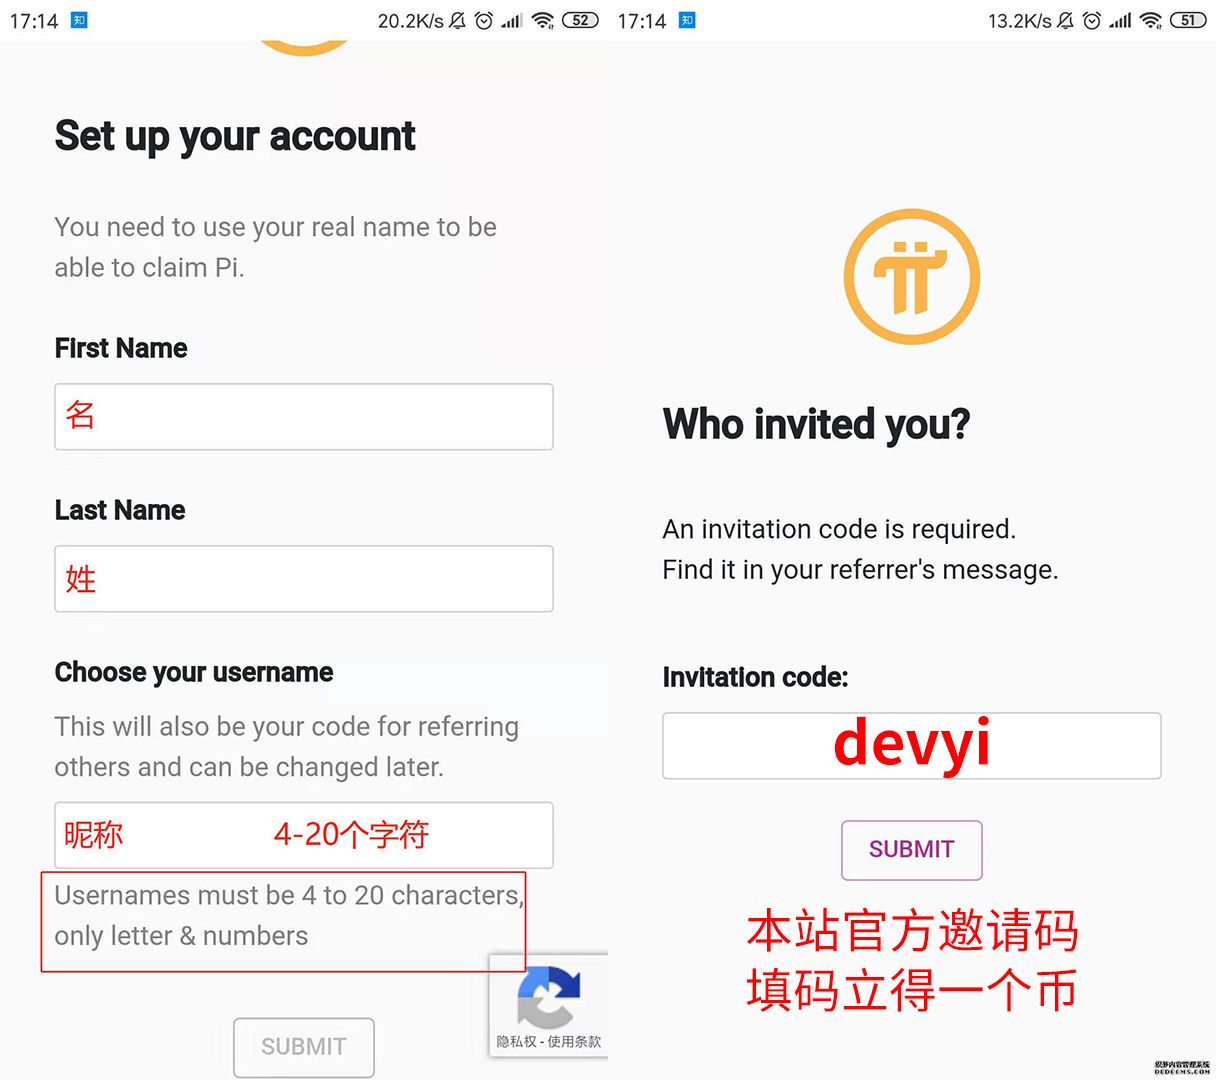 17:14 知 20.2K/s 52
Set up your account
You need to use your real name to be
able to claim Pi.
First Name
名
Last Name
姓
Choose your username
This will also be your code for referring
others and can be changed later.
昵称 4-20个字符
Usernames must be 4 to 20 characters,
only letter & numbers
隐私权 - 使用条款
SUBMIT
17:14 知 13.2K/s 51
Who invited you?
An invitation code is required.
Find it in your referrer's message.
Invitation code:
devyi
SUBMIT
本站官方邀请码
填码立得一个币
织梦内容管理系统
DEDECMS.COM